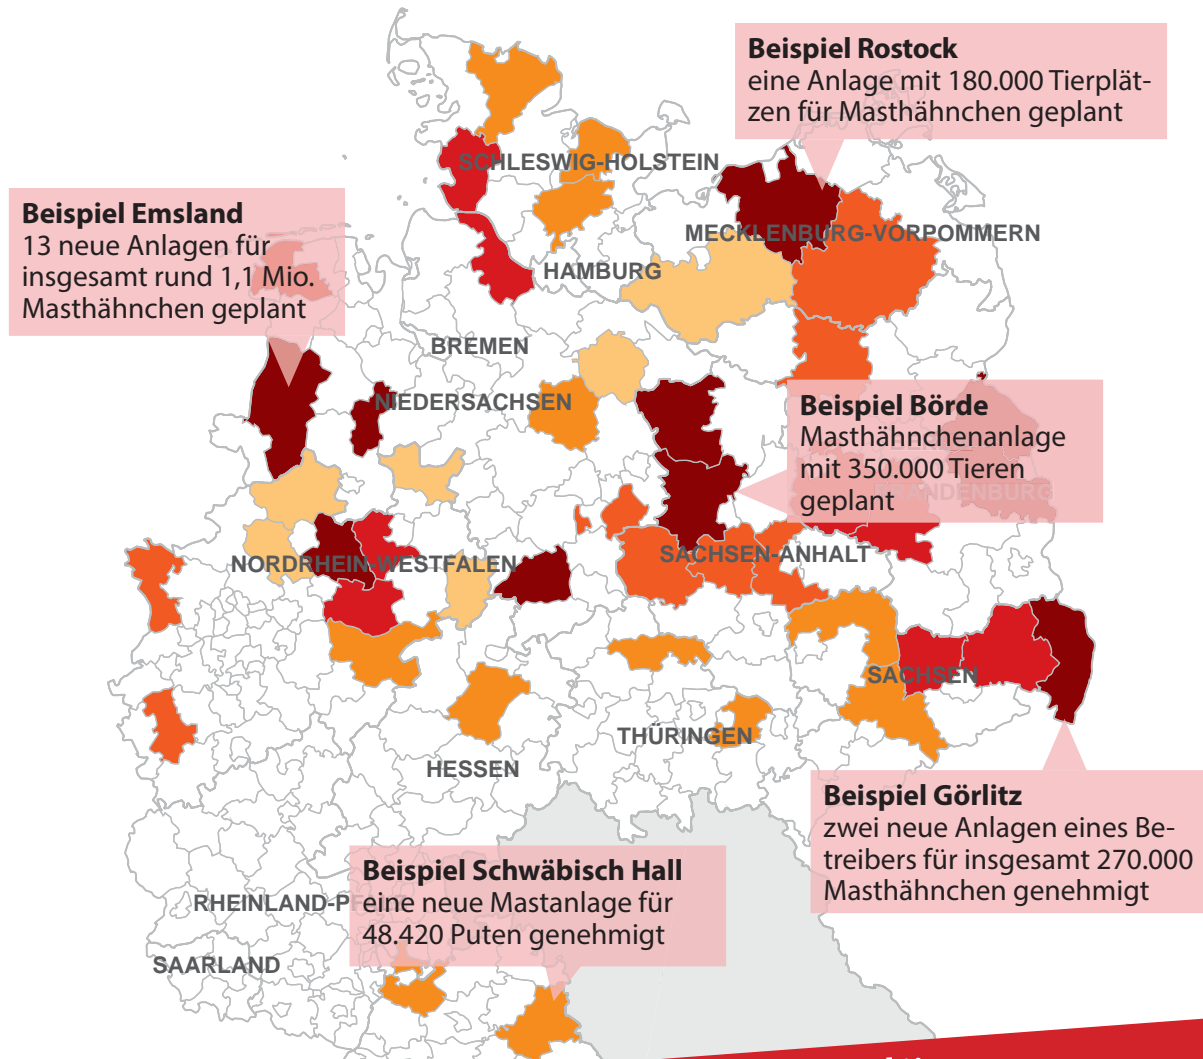 Beispiel Rostock
eine Anlage mit 180.000 Tierplät-
zen für Masthähnchen geplant
SCHLESWIG-HOLSTEIN
Beispiel Emsland
13 neue Anlagen für
insgesamt rund 1,1 Mio.
Masthähnchen geplant
MECKLENBURG-VORPOMMERN
HAMBURG
BREMEN
NIEDERSACHSEN
Beispiel Börde
Masthähnchenanlage
mit 350.000 Tieren
geplant
BRANDENBURG
SACHSEN-ANHALT
NORDRHEIN-WESTFALEN
SACHSEN
THÜRINGEN
HESSEN
Beispiel Görlitz
zwei neue Anlagen eines Be-
treibers für insgesamt 270.000
Masthähnchen genehmigt
Beispiel Schwäbisch Hall
eine neue Mastanlage für
48.420 Puten genehmigt
SAARLAND